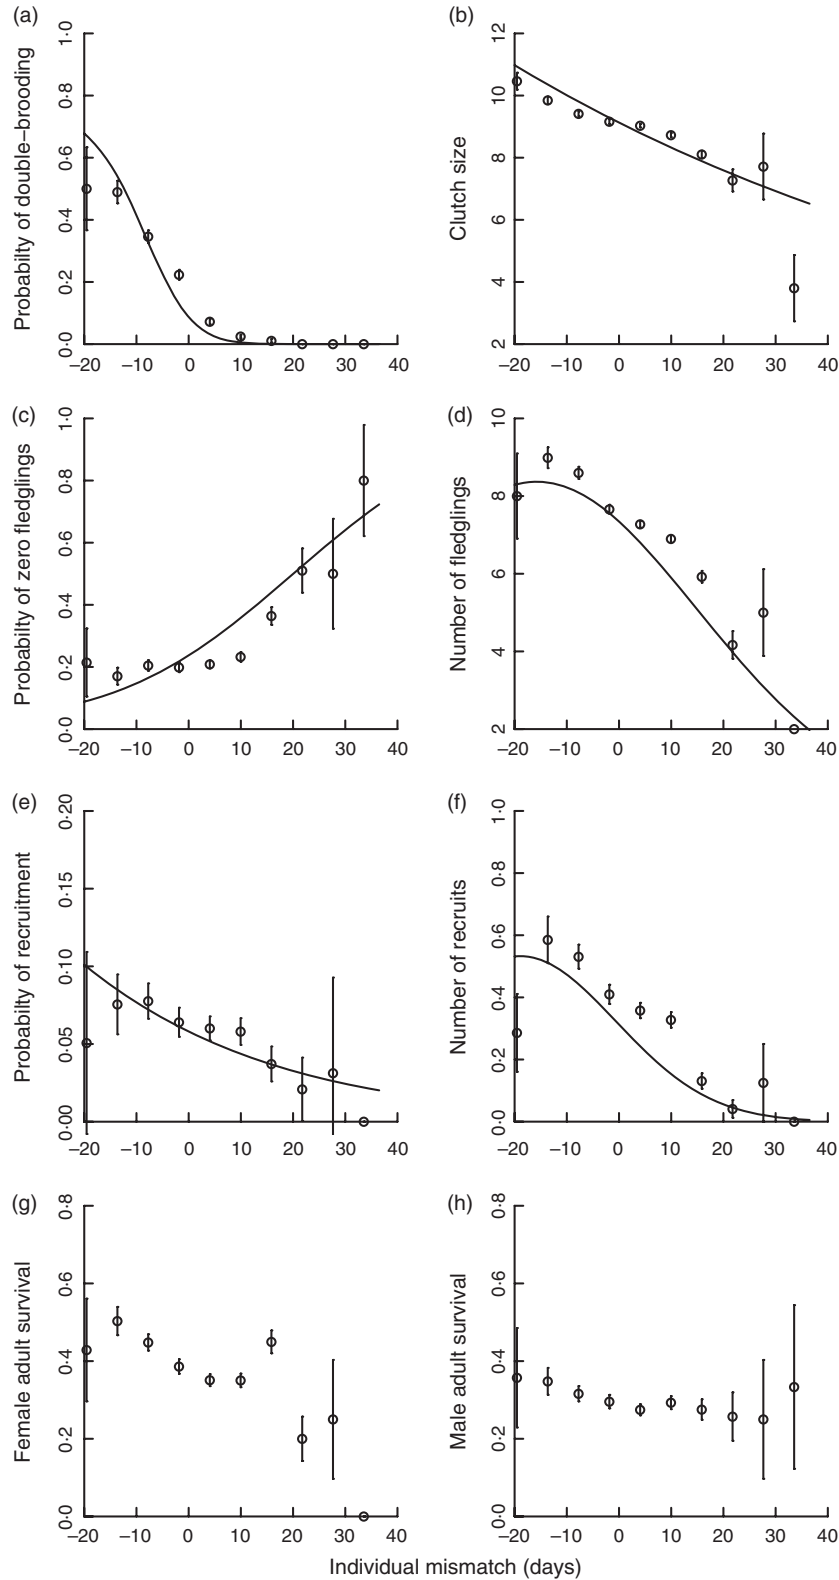 (a)
Probabilty of double−brooding
0·0 0·2 0·4 0·6 0·8 1·0
−20 −10 0 10 20 30 40
(b)
Clutch size
2 4 6 8 10 12
−20 −10 0 10 20 30 40
(c)
Probabilty of zero fledglings
0·0 0·2 0·4 0·6 0·8 1·0
−20 −10 0 10 20 30 40
(d)
Number of fledglings
2 4 6 8 10
−20 −10 0 10 20 30 40
(e)
Probabilty of recruitment
0·00 0·05 0·10 0·15 0·20
−20 −10 0 10 20 30 40
(f)
Number of recruits
0·0 0·2 0·4 0·6 0·8 1·0
−20 −10 0 10 20 30 40
(g)
Female adult survival
0·0 0·2 0·4 0·6 0·8
−20 −10 0 10 20 30 40
(h)
Male adult survival
0·0 0·2 0·4 0·6 0·8
−20 −10 0 10 20 30 40
Individual mismatch (days)